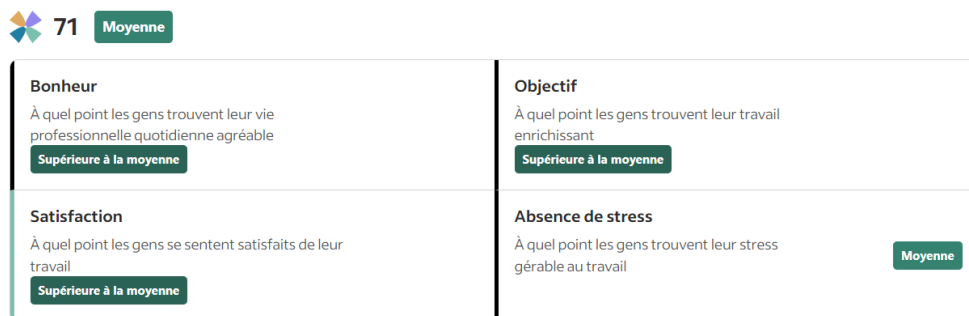 71 Moyenne
Bonheur
À quel point les gens trouvent leur vie
professionnelle quotidienne agréable
Supérieure à la moyenne
Objectif
À quel point les gens trouvent leur travail
enrichissant
Supérieure à la moyenne
Satisfaction
À quel point les gens se sentent satisfaits de leur
travail
Supérieure à la moyenne
Absence de stress
À quel point les gens trouvent leur stress
gérable au travail
Moyenne